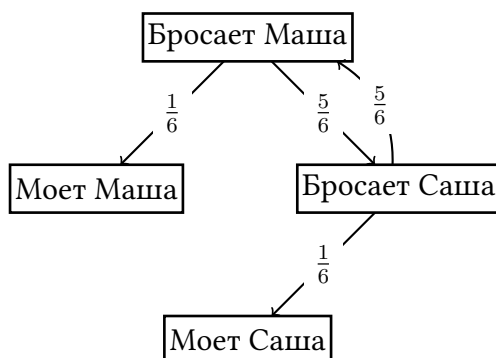 Бросает Маша
1/6
5/6
5/6
Моет Маша
Бросает Саша
1/6
Моет Саша